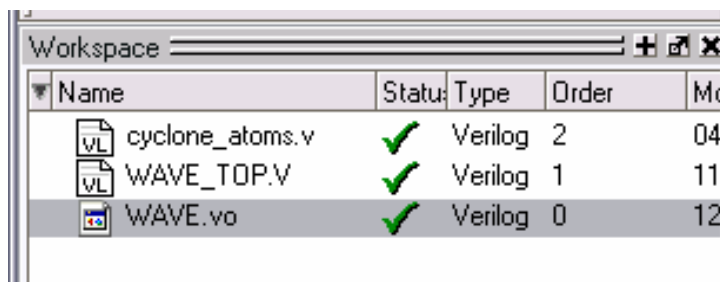 Workspace
Name Statu: Type Order Mo
cyclone_atoms.v Verilog 2 04
WAVE_TOP.V Verilog 1 11
WAVE.vo Verilog 0 12